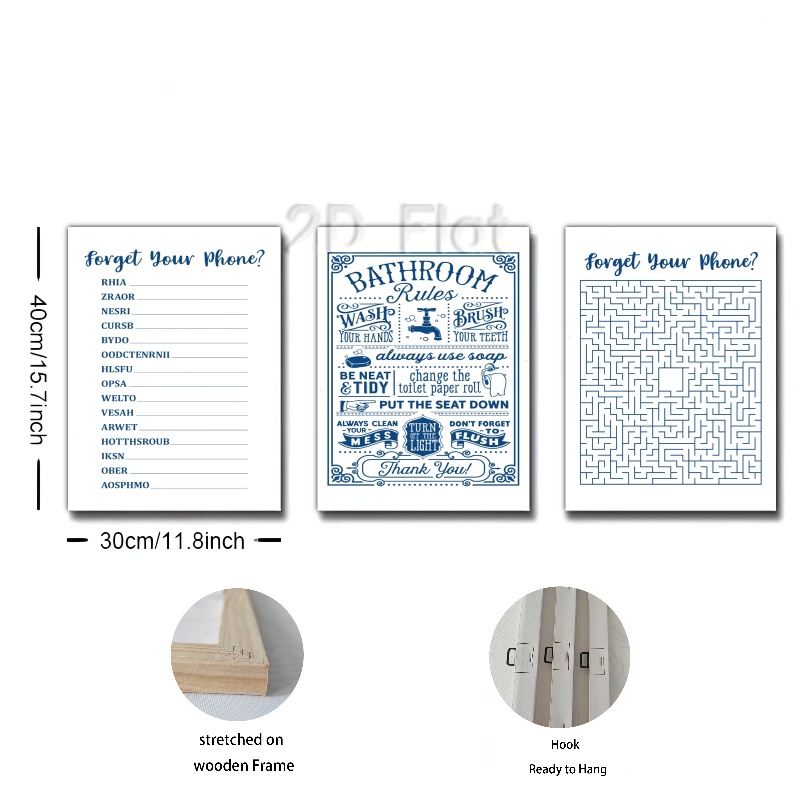 2D Flat
Forget Your Phone?
RHIA
ZRAOR
NESRI
CURSB
BYDO
OODCTENRNII
HLSFU
OPSA
WELTO
VESAH
ARWET
HOTTHSROUB
IKSN
OBER
AOSPHMO
BATHROOM
Rules
WASH
YOUR HANDS
BRUSH
YOUR TEETH
always use soap
BE NEAT
& TIDY
change the
toilet paper roll
PUT THE SEAT DOWN
ALWAYS CLEAN
YOUR
MESS
TURN
OFF THE
LIGHT
DON'T FORGET
TO
FLUSH
Thank You!
Forget Your Phone?
40cm/15.7inch
30cm/11.8inch
stretched on
wooden Frame
Hook
Ready to Hang